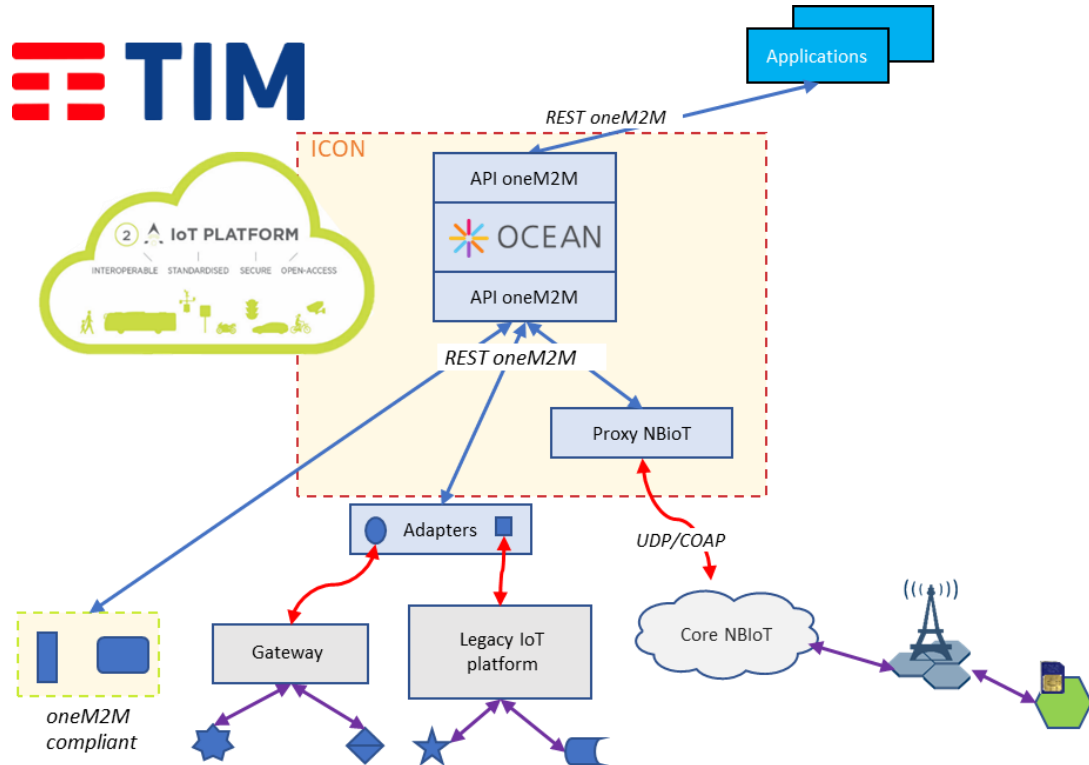 TIM
Applications
REST oneM2M
ICON
API oneM2M
2 IoT PLATFORM
OCEAN
INTEROPERABLE STANDARDISED SECURE OPEN-ACCESS
API oneM2M
REST oneM2M
Proxy NBioT
Adapters
UDP/COAP
Gateway
Legacy IoT
platform
Core NBIoT
oneM2M
compliant